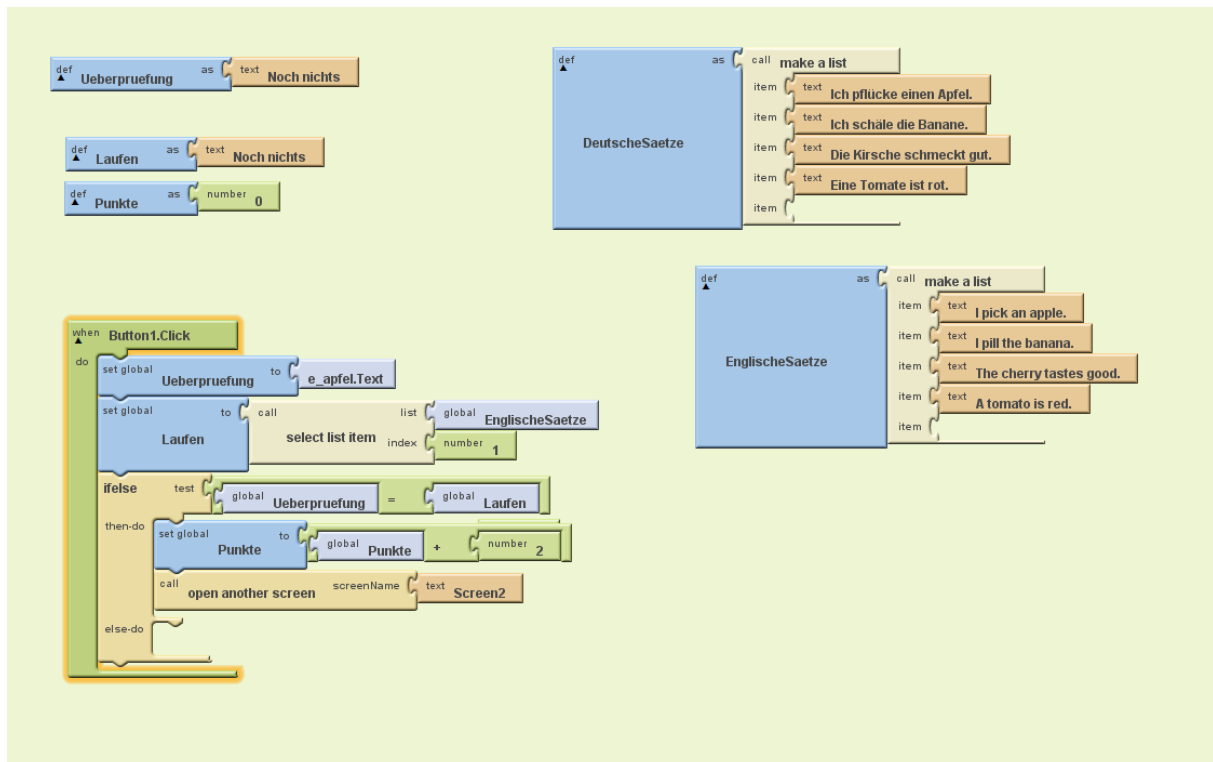 def Ueberpruefung as text Noch nichts
def Laufen as text Noch nichts
def Punkte as number 0
def DeutscheSaetze as call make a list
item text Ich pflücke einen Apfel.
item text Ich schäle die Banane.
item text Die Kirsche schmeckt gut.
item text Eine Tomate ist rot.
item
def EnglischeSaetze as call make a list
item text I pick an apple.
item text I pill the banana.
item text The cherry tastes good.
item text A tomato is red.
item
when Button1.Click
do set global Ueberpruefung to e_apfel.Text
set global Laufen to call select list item list global EnglischeSaetze
index number 1
ifelse test global Ueberpruefung = global Laufen
then-do set global Punkte to global Punkte + number 2
call open another screen screenName text Screen2
else-do